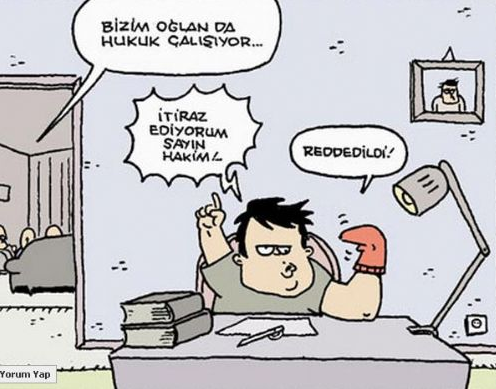 BİZİM OĞLAN DA
HUKUK ÇALIŞIYOR...
İTİRAZ
EDİYORUM
SAYIN
HAKİM!..
REDDEDİLDİ!
Yorum Yap